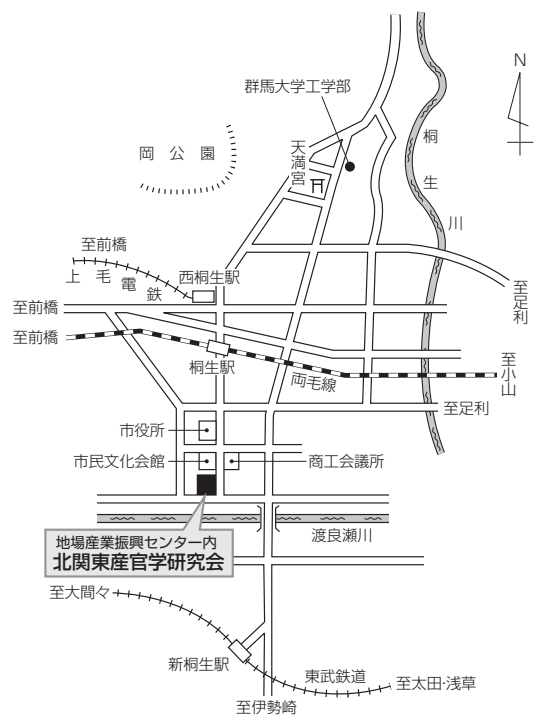 N
群馬大学工学部
天満宮
桐生川
岡公園
至前橋
上毛電鉄
西桐生駅
至足利
至前橋
至前橋
桐生駅
両毛線
至小山
至足利
市役所
市民文化会館
商工会議所
渡良瀬川
地場産業振興センター内
北関東産官学研究会
至大間々
新桐生駅
東武鉄道
至太田・浅草
至伊勢崎